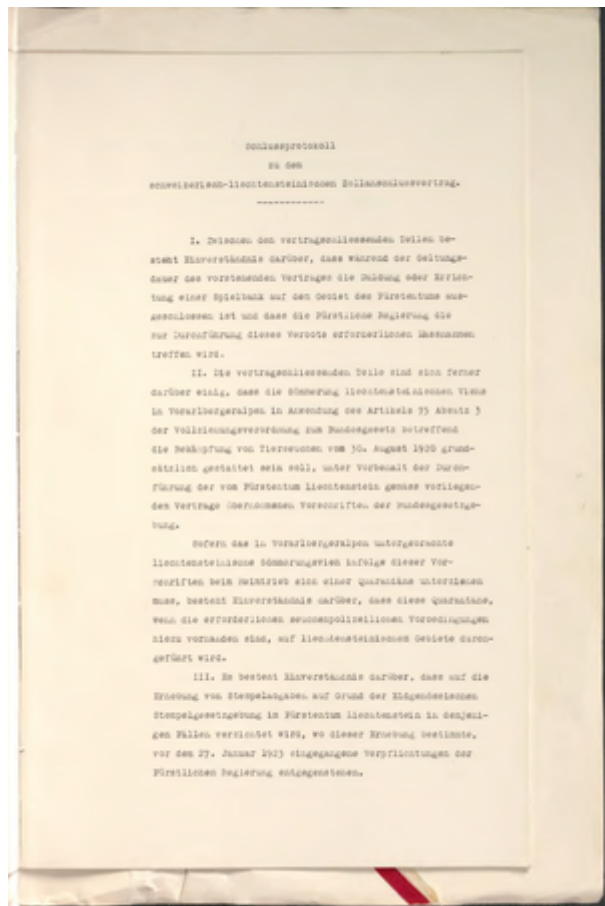 Schlussprotokoll
zu dem
schweizerisch-liechtensteinischen Zollanschlussvertrag.
I. Zwischen den vertragschliessenden Teilen be-
steht Einverständnis darüber, dass während der Geltungs-
dauer des vorstehenden Vertrages die Duldung oder Errich-
tung einer Spielbank auf dem Gebiet des Fürstentums aus-
geschlossen ist und dass die Fürstliche Regierung die
zur Durchführung dieses Verbots erforderlichen Massnahmen
treffen wird.
II. Die vertragschliessenden Teile sind sich ferner
darüber einig, dass die Sömmerung liechtensteinischen Viehs
in Vorarlbergeralpen in Anwendung des Artikels 75 Absatz 3
der Vollziehungsverordnung zum Bundesgesetz betreffend
die Bekämpfung von Tierseuchen vom 30. August 1920 grund-
sätzlich gestattet sein soll, unter Vorbehalt der Durch-
führung der vom Fürstentum Liechtenstein gemäss vorliegen-
dem Vertrage übernommenen Vorschriften der Bundesgesetzge-
bung.
Sofern das in Vorarlbergeralpen untergebrachte
liechtensteinische Sömmerungsvieh infolge dieser Vor-
schriften beim Heimtrieb sich einer Quarantäne unterziehen
muss, besteht Einverständnis darüber, dass diese Quarantäne,
wenn die erforderlichen seuchenpolizeilichen Vorbedingungen
hiezu vorhanden sind, auf liechtensteinischem Gebiete durch-
geführt wird.
III. Es besteht Einverständnis darüber, dass auf die
Erhebung von Stempelabgaben auf Grund der Eidgenössischen
Stempelgesetzgebung im Fürstentum Liechtenstein in denjeni-
gen Fällen verzichtet wird, wo dieser Erhebung bestimmte,
vor dem 27. Januar 1923 eingegangene Verpflichtungen der
Fürstlichen Regierung entgegenstehen.